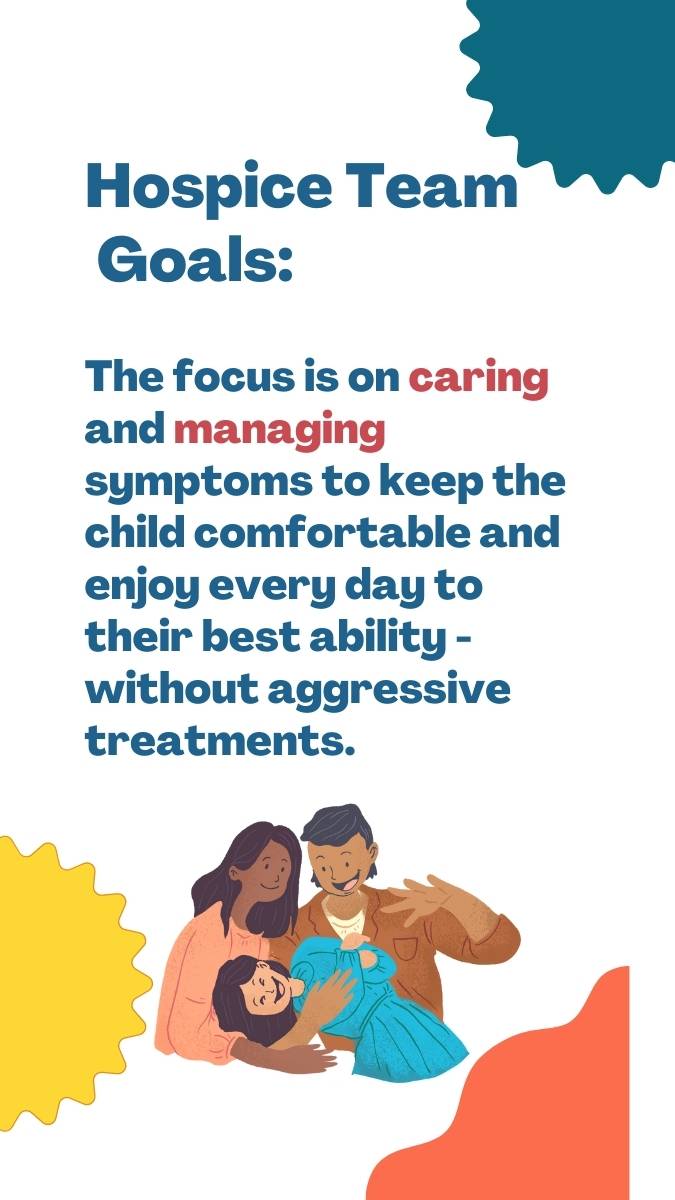 Hospice Team
Goals:
The focus is on caring
and managing
symptoms to keep the
child comfortable and
enjoy every day to
their best ability -
without aggressive
treatments.